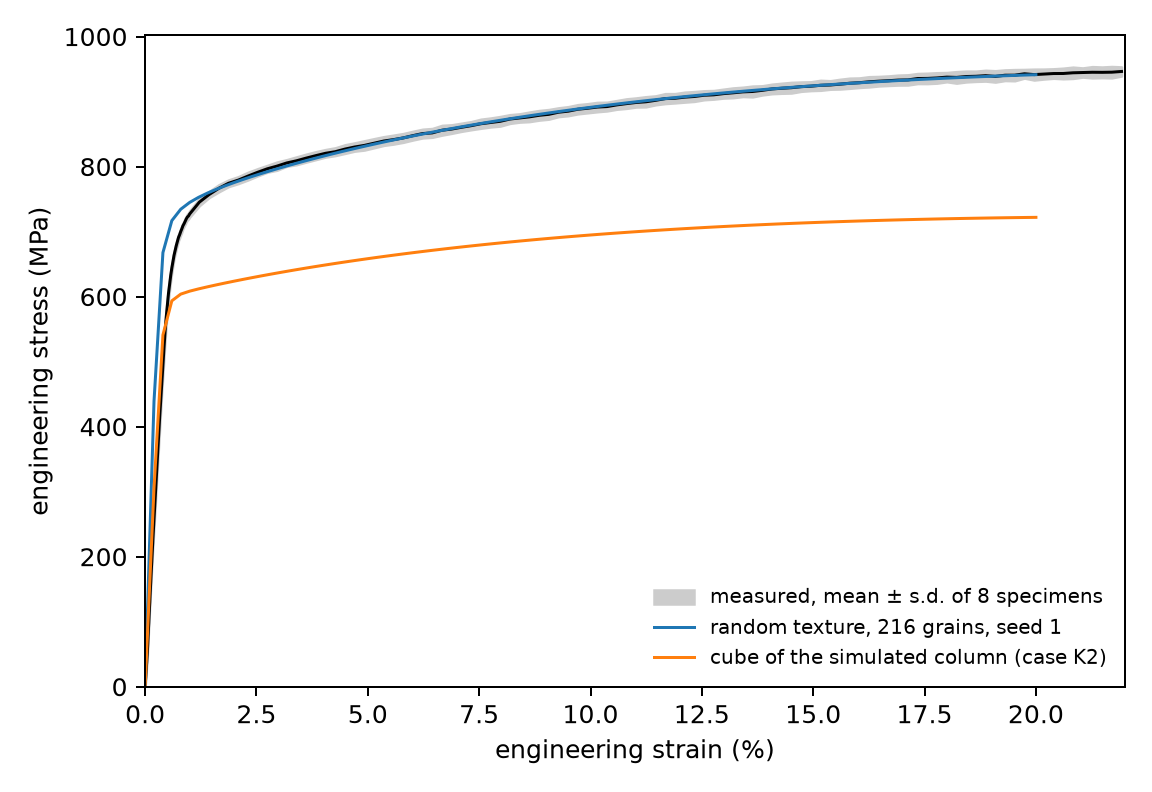 1000
800
600
400
200
0
0.0 2.5 5.0 7.5 10.0 12.5 15.0 17.5 20.0
engineering strain (%)
engineering stress (MPa)
measured, mean ± s.d. of 8 specimens
random texture, 216 grains, seed 1
cube of the simulated column (case K2)